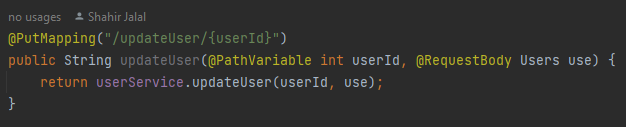 no usages Shahir Jalal
@PutMapping("/updateUser/{userId}")
public String updateUser(@PathVariable int userId, @RequestBody Users use) {
return userService.updateUser(userId, use);
}